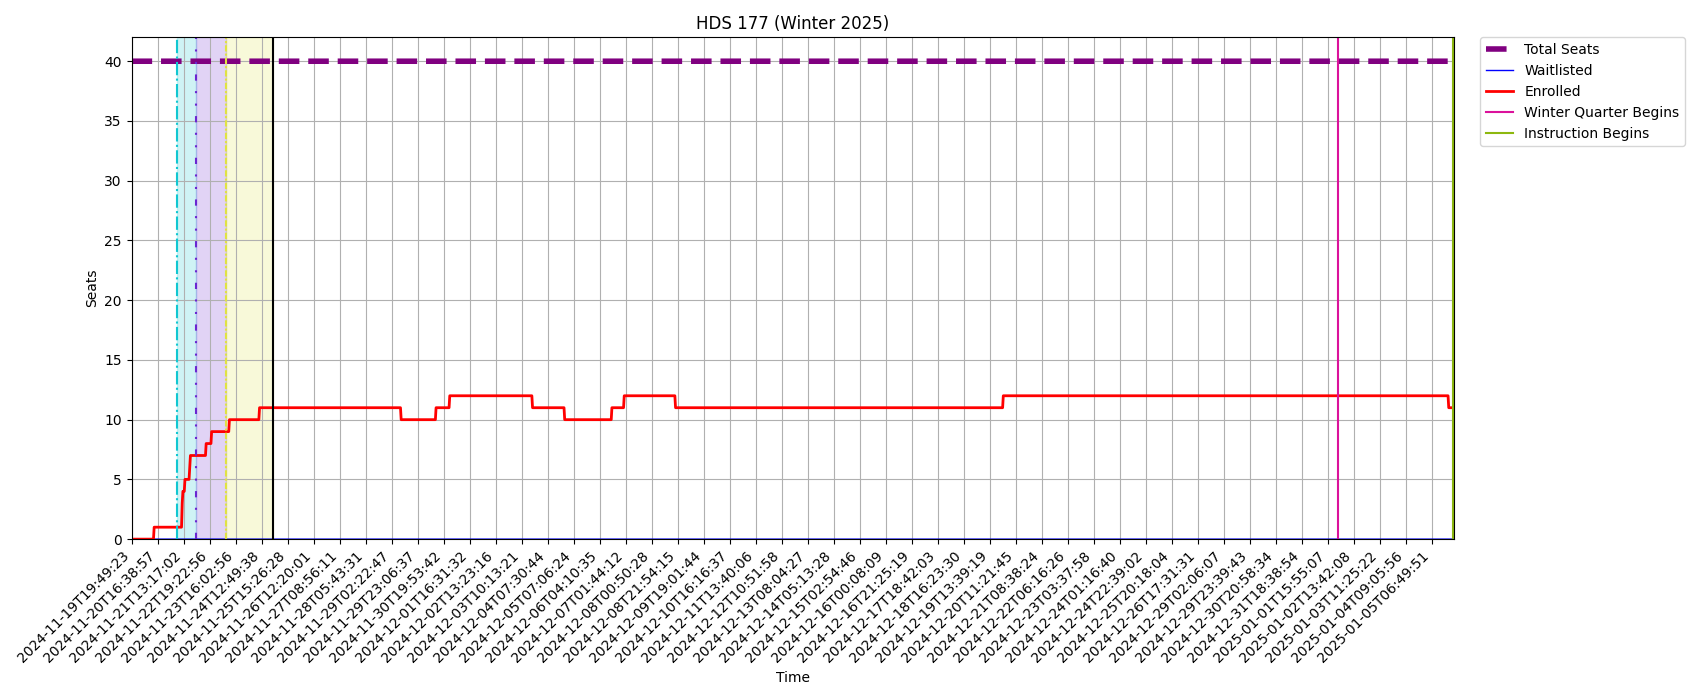 HDS 177 (Winter 2025)
Total Seats
Waitlisted
Enrolled
Winter Quarter Begins
Instruction Begins
Seats
40
35
30
25
20
15
10
5
0
2024-11-19T19:49:23
2024-11-20T16:38:57
2024-11-21T13:17:02
2024-11-22T19:22:56
2024-11-23T16:02:56
2024-11-24T12:49:38
2024-11-25T15:26:28
2024-11-26T12:20:01
2024-11-27T08:56:11
2024-11-28T05:43:31
2024-11-29T02:22:47
2024-11-29T23:06:37
2024-11-30T19:53:42
2024-12-01T16:31:32
2024-12-02T13:23:16
2024-12-03T10:13:21
2024-12-04T07:30:44
2024-12-05T07:06:24
2024-12-06T04:10:35
2024-12-07T01:44:12
2024-12-08T00:50:28
2024-12-08T21:54:15
2024-12-09T19:01:44
2024-12-10T16:16:37
2024-12-11T13:40:06
2024-12-12T10:51:58
2024-12-13T08:04:27
2024-12-14T05:13:28
2024-12-15T02:54:46
2024-12-16T00:08:09
2024-12-16T21:25:19
2024-12-17T18:42:03
2024-12-18T16:23:30
2024-12-19T13:39:19
2024-12-20T11:21:45
2024-12-21T08:38:24
2024-12-22T06:16:26
2024-12-23T03:37:58
2024-12-24T01:16:40
2024-12-24T22:39:02
2024-12-25T20:18:04
2024-12-26T17:31:31
2024-12-29T02:06:07
2024-12-29T23:39:43
2024-12-30T20:58:34
2024-12-31T18:38:54
2025-01-01T15:55:07
2025-01-02T13:42:08
2025-01-03T11:25:22
2025-01-04T09:05:56
2025-01-05T06:49:51
Time